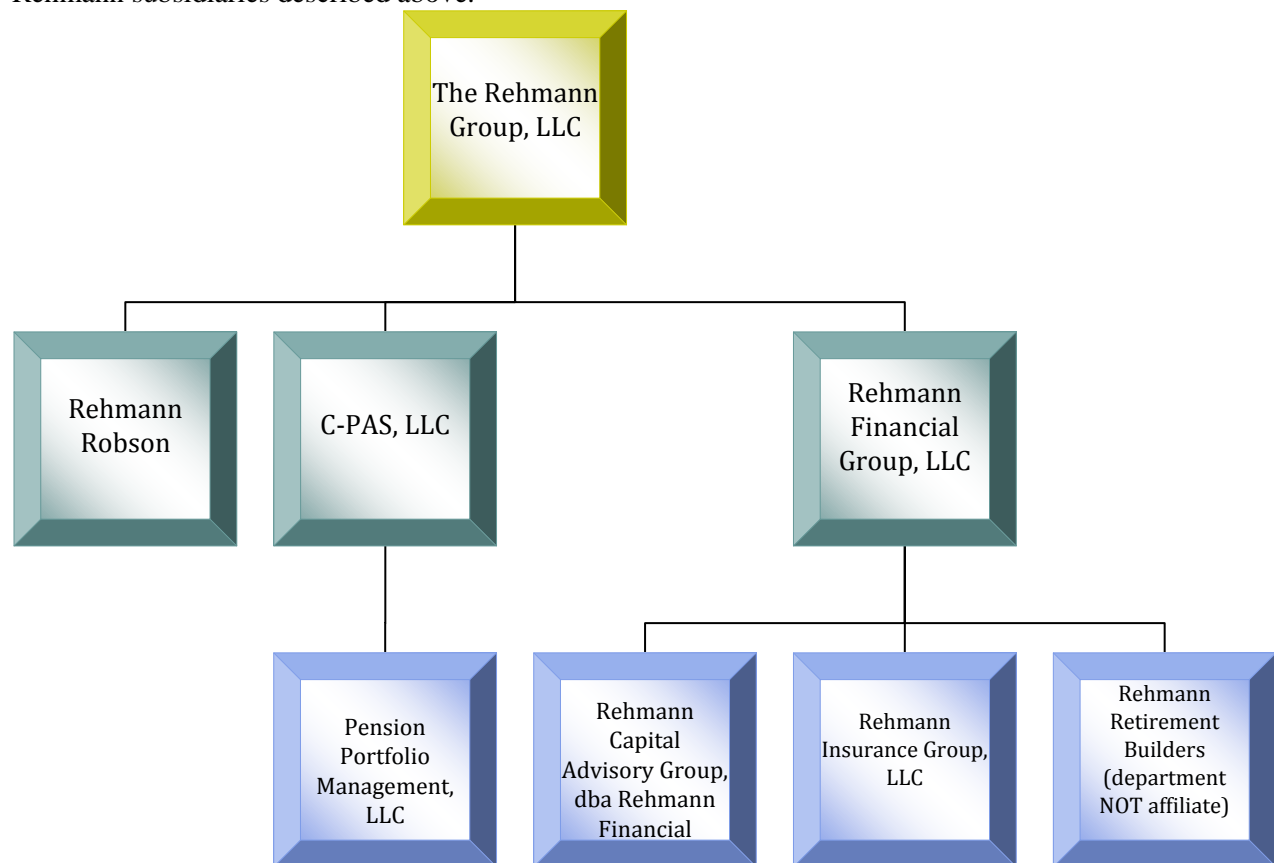 Rehmann subsidiaries described above.
The Rehmann
Group, LLC
Rehmann
Robson
C-PAS, LLC
Rehmann
Financial
Group, LLC
Pension
Portfolio
Management,
LLC
Rehmann
Capital
Advisory Group,
dba Rehmann
Financial
Rehmann
Insurance Group,
LLC
Rehmann
Retirement
Builders
(department
NOT affiliate)